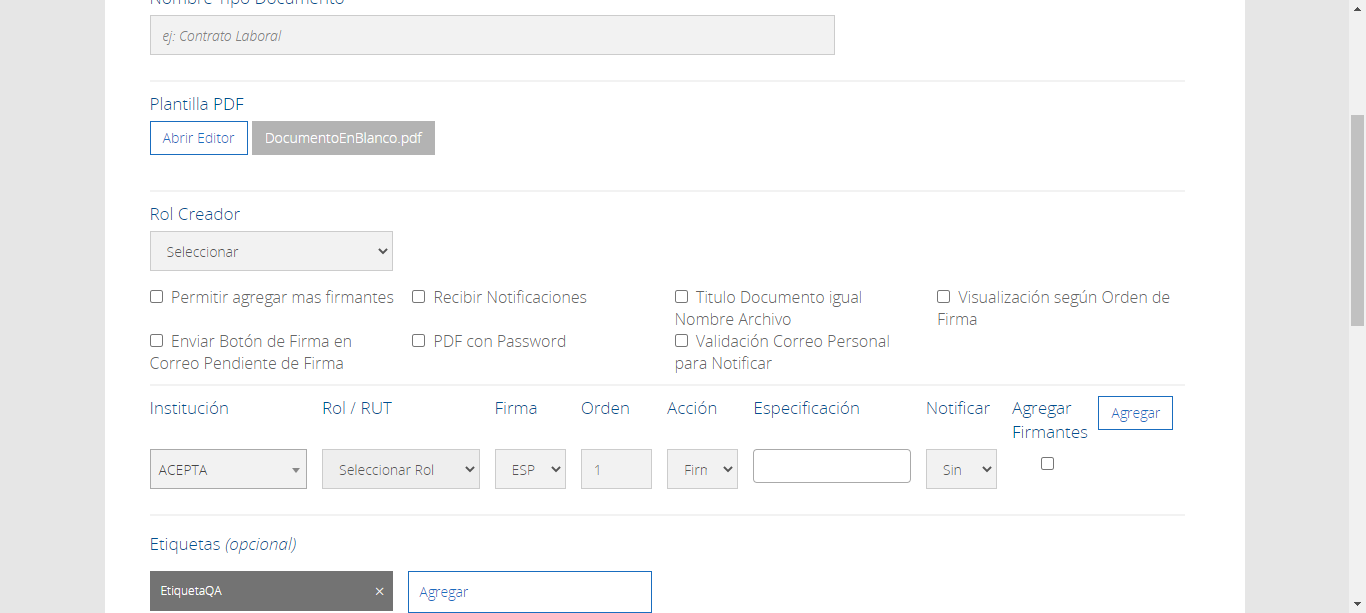 Nombre Tipo Documento
ej: Contrato Laboral
Plantilla PDF
Abrir Editor
DocumentoEnBlanco.pdf
Rol Creador
Seleccionar
Permitir agregar mas firmantes
Recibir Notificaciones
Titulo Documento igual
Nombre Archivo
Visualización según Orden de
Firma
Enviar Botón de Firma en
Correo Pendiente de Firma
PDF con Password
Validación Correo Personal
para Notificar
Institución
Rol / RUT
Firma
Orden
Acción
Especificación
Notificar
Agregar
Firmantes
Agregar
ACEPTA
Seleccionar Rol
ESP
1
Firn
Sin
Etiquetas (opcional)
EtiquetaQA ×
Agregar